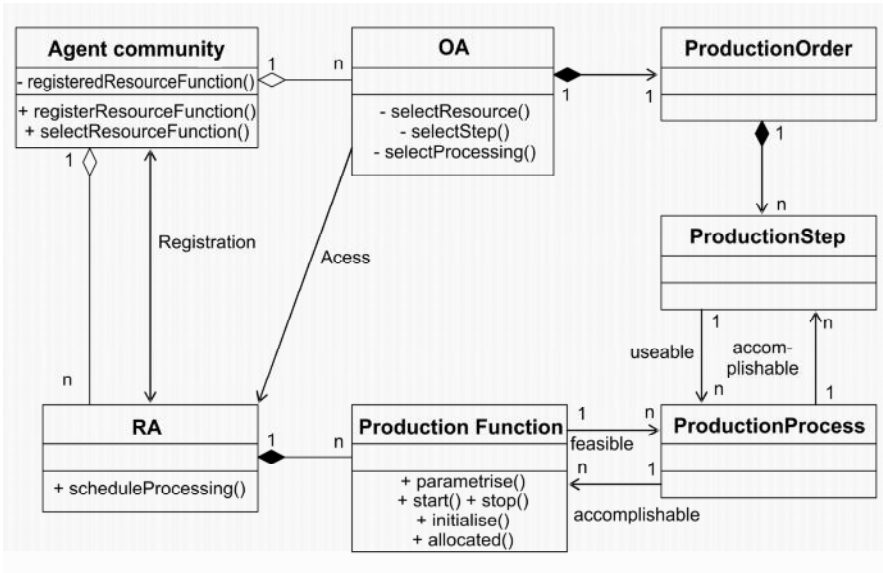 Agent community
- registeredResourceFunction()
+ registerResourceFunction()
+ selectResourceFunction()
1
n
OA
- selectResource()
- selectStep()
- selectProcessing()
1
1
ProductionOrder
1
n
ProductionStep
1
n
Registration
Acess
1
useable
n
n
accom-
plishable
1
RA
+ scheduleProcessing()
1
n
Production Function
+ parametrise()
+ start() + stop()
+ initialise()
+ allocated()
1
n
feasible
n
1
accomplishable
ProductionProcess